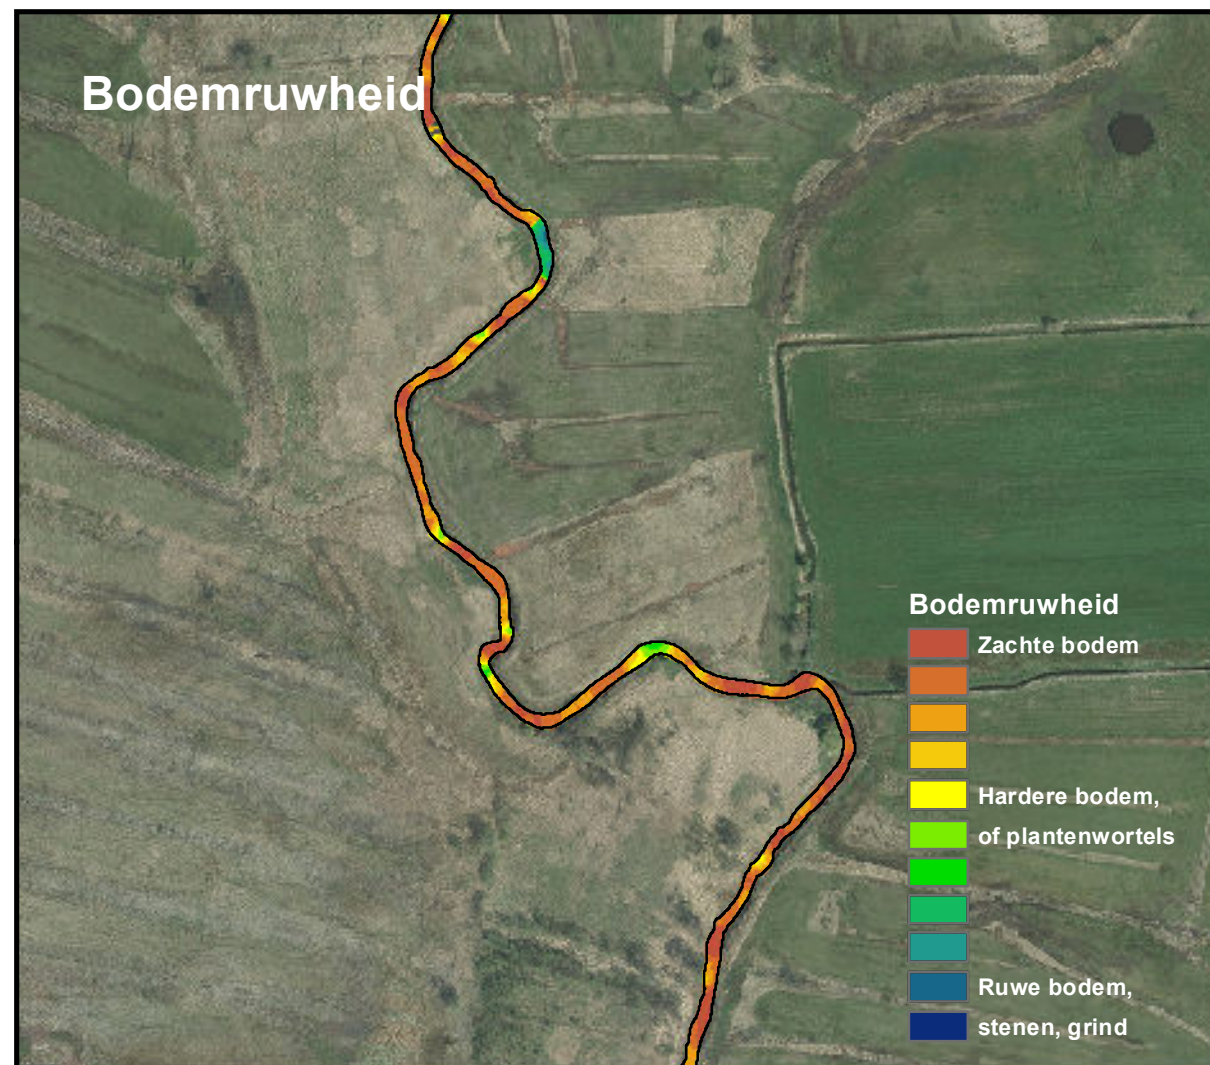 Bodemruwheid
Bodemruwheid
Zachte bodem
Hardere bodem,
of plantenwortels
Ruwe bodem,
stenen, grind